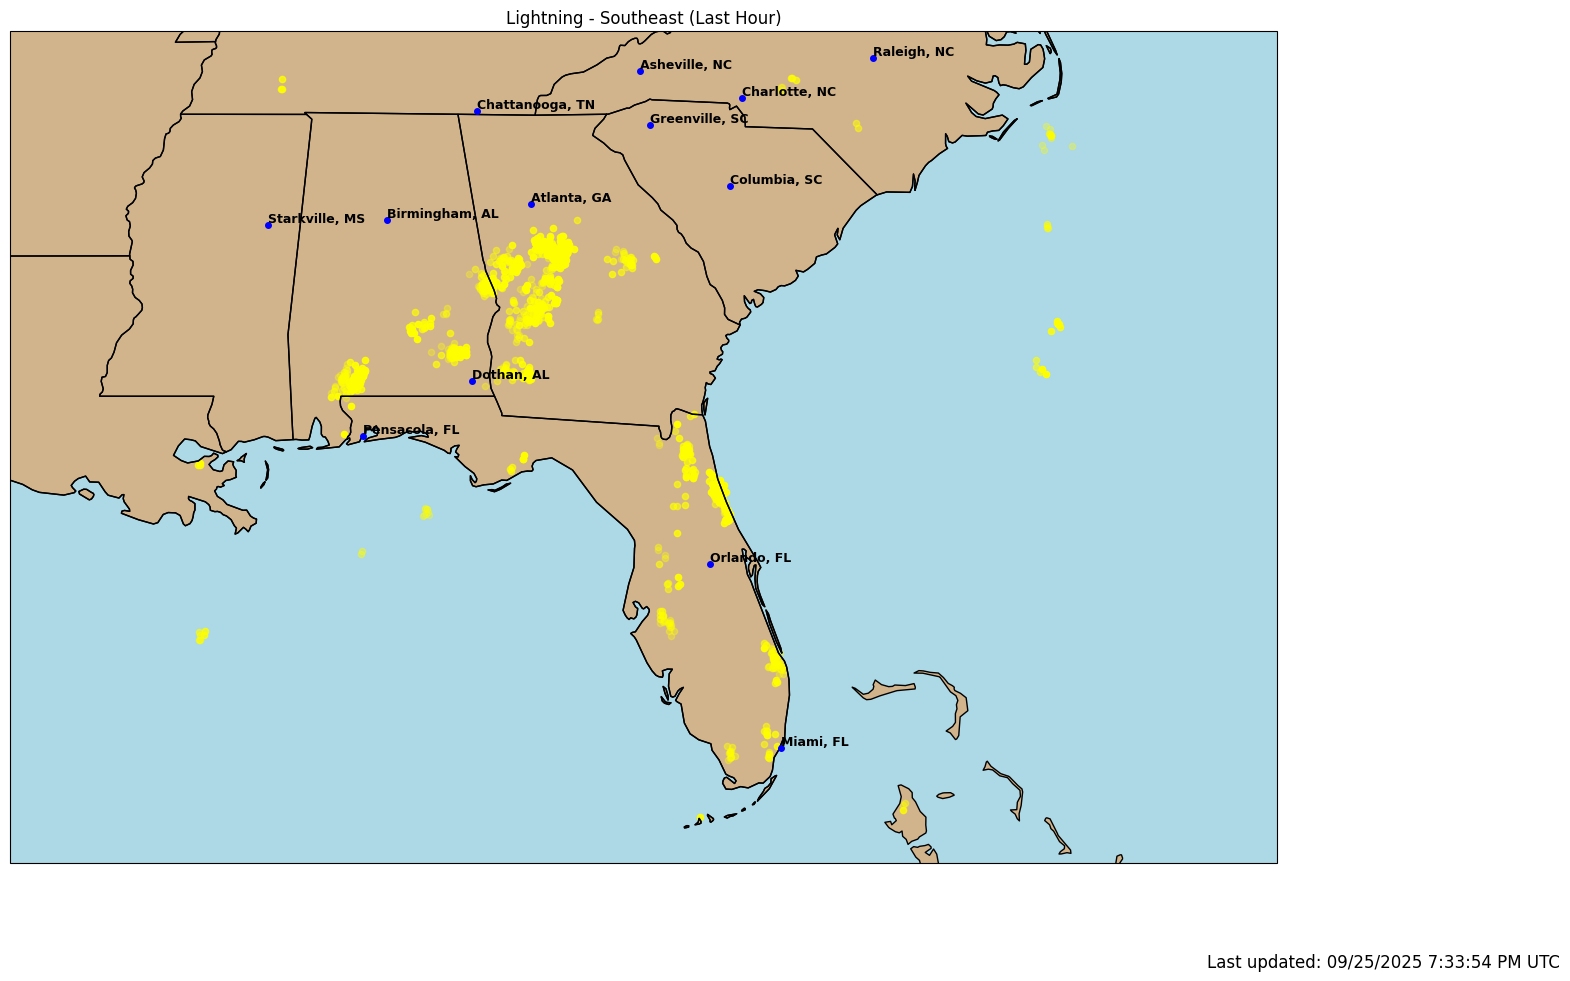 Lightning - Southeast (Last Hour)
Raleigh, NC
Asheville, NC
Charlotte, NC
Chattanooga, TN
Greenville, SC
Columbia, SC
Atlanta, GA
Birmingham, AL
Starkville, MS
Dothan, AL
Pensacola, FL
Orlando, FL
Miami, FL
Last updated: 09/25/2025 7:33:54 PM UTC